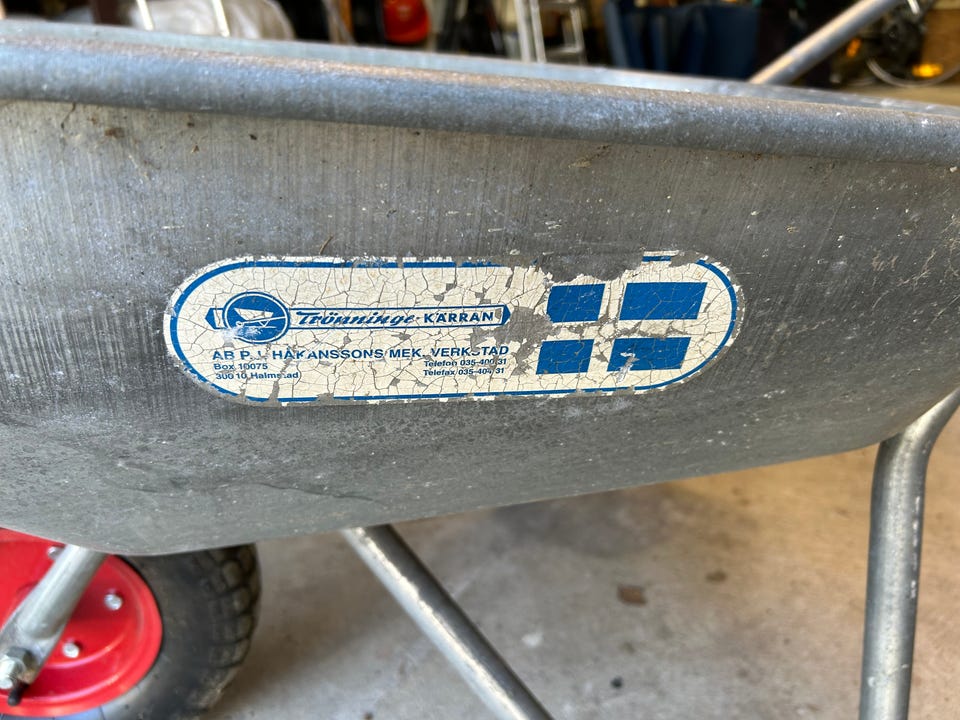 Trönninge-KÄRRAN
AB P. HÅKANSSONS MEK. VERKSTAD
Box 10075
Telefon 035-400 31
300 10 Halmstad
Telefax 035-404 31